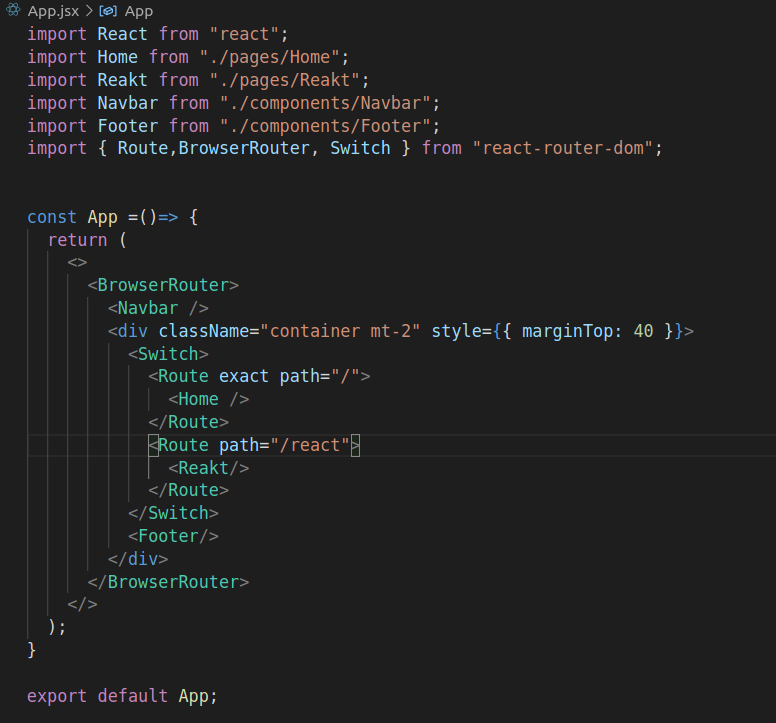 App.jsx > App
import React from "react";
import Home from "./pages/Home";
import Reakt from "./pages/Reakt";
import Navbar from "./components/Navbar";
import Footer from "./components/Footer";
import { Route,BrowserRouter, Switch } from "react-router-dom";
const App =()=> {
  return (
    <>
      <BrowserRouter>
        <Navbar />
        <div className="container mt-2" style={{ marginTop: 40 }}>
          <Switch>
            <Route exact path="/">
              <Home />
            </Route>
            <Route path="/react">
              <Reakt/>
            </Route>
          </Switch>
          <Footer/>
        </div>
      </BrowserRouter>
    </>
  );
}
export default App;